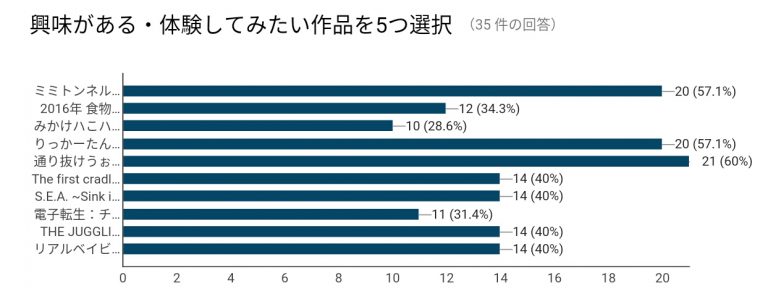 興味がある・体験してみたい作品を5つ選択 （35 件の回答）
ミミトンネル… 20 (57.1%)
2016年 食物… 12 (34.3%)
みかけハこハ… 10 (28.6%)
りっかーたん… 20 (57.1%)
通り抜けうぉ… 21 (60%)
The first cradl… 14 (40%)
S.E.A. ~Sink i… 14 (40%)
電子転生：チ… 11 (31.4%)
THE JUGGLI… 14 (40%)
リアルベイビ… 14 (40%)
0 2 4 6 8 10 12 14 16 18 20